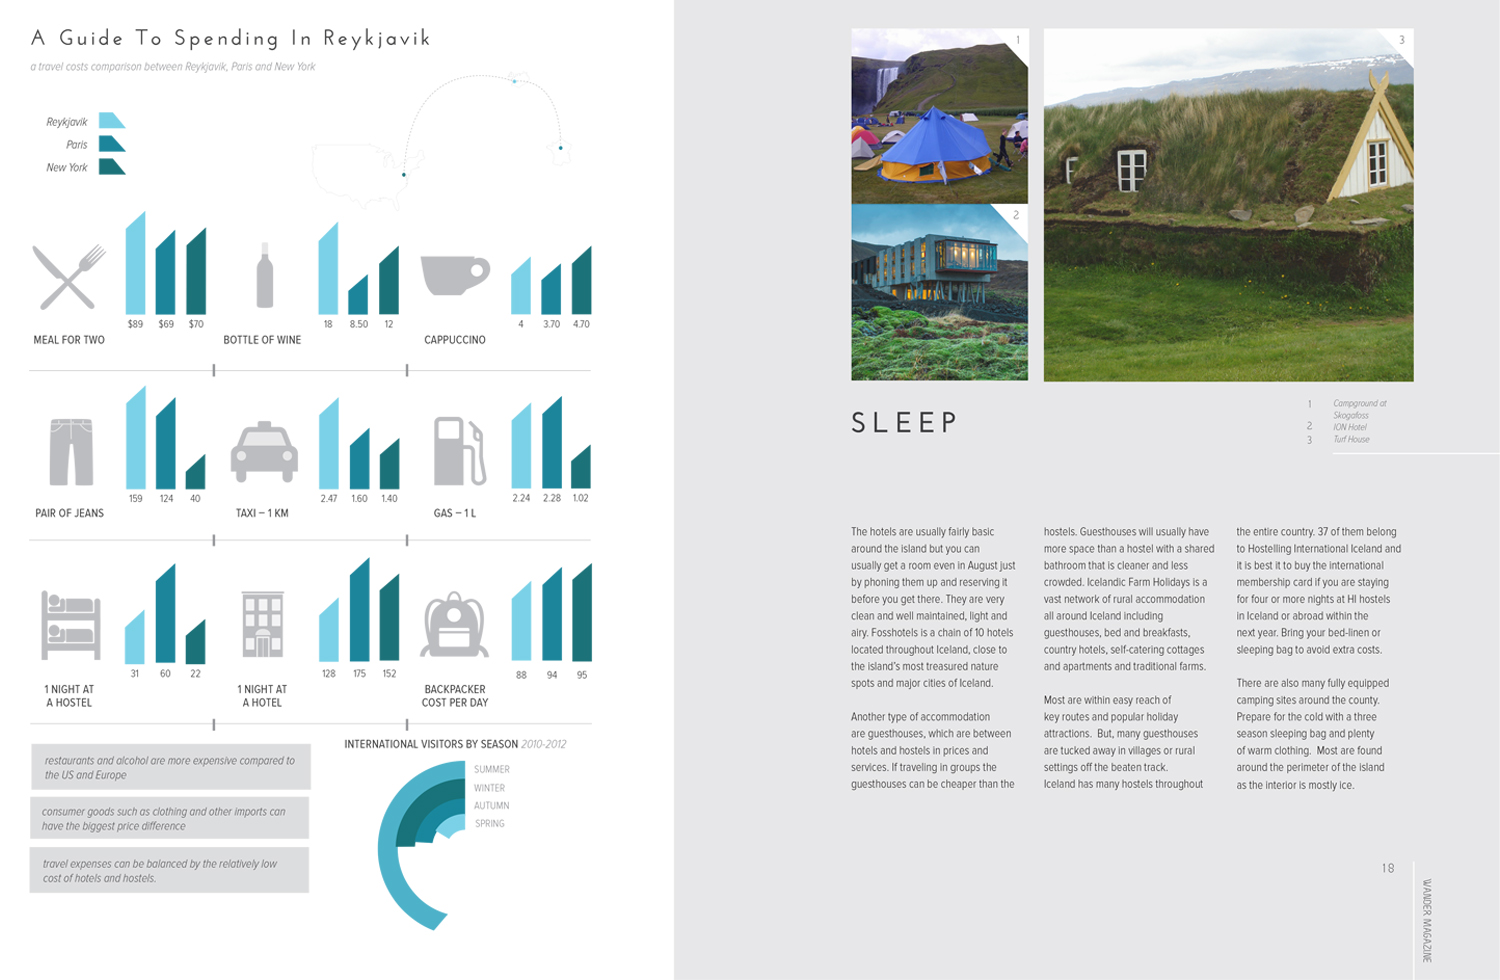 A Guide To Spending In Reykjavik
a travel costs comparison between Reykjavik, Paris and New York
Reykjavik
Paris
New York
$89 $69 $70
MEAL FOR TWO
18 8.50 12
BOTTLE OF WINE
4 3.70 4.70
CAPPUCCINO
159 124 40
PAIR OF JEANS
2.47 1.60 1.40
TAXI – 1 KM
2.24 2.28 1.02
GAS – 1 L
31 60 22
1 NIGHT AT
A HOSTEL
128 175 152
1 NIGHT AT
A HOTEL
88 94 95
BACKPACKER
COST PER DAY
restaurants and alcohol are more expensive compared to
the US and Europe
consumer goods such as clothing and other imports can
have the biggest price difference
travel expenses can be balanced by the relatively low
cost of hotels and hostels.
INTERNATIONAL VISITORS BY SEASON 2010-2012
SUMMER
WINTER
AUTUMN
SPRING
1
2
3
SLEEP
1 Campground at
Skogafoss
2 ION Hotel
3 Turf House
The hotels are usually fairly basic
around the island but you can
usually get a room even in August just
by phoning them up and reserving it
before you get there. They are very
clean and well maintained, light and
airy. Fosshotels is a chain of 10 hotels
located throughout Iceland, close to
the island's most treasured nature
spots and major cities of Iceland.
Another type of accommodation
are guesthouses, which are between
hotels and hostels in prices and
services. If traveling in groups the
guesthouses can be cheaper than the
hostels. Guesthouses will usually have
more space than a hostel with a shared
bathroom that is cleaner and less
crowded. Icelandic Farm Holidays is a
vast network of rural accommodation
all around Iceland including
guesthouses, bed and breakfasts,
country hotels, self-catering cottages
and apartments and traditional farms.
Most are within easy reach of
key routes and popular holiday
attractions. But, many guesthouses
are tucked away in villages or rural
settings off the beaten track.
Iceland has many hostels throughout
the entire country. 37 of them belong
to Hostelling International Iceland and
it is best it to buy the international
membership card if you are staying
for four or more nights at HI hostels
in Iceland or abroad within the
next year. Bring your bed-linen or
sleeping bag to avoid extra costs.
There are also many fully equipped
camping sites around the county.
Prepare for the cold with a three
season sleeping bag and plenty
of warm clothing. Most are found
around the perimeter of the island
as the interior is mostly ice.
18
WANDER MAGAZINE